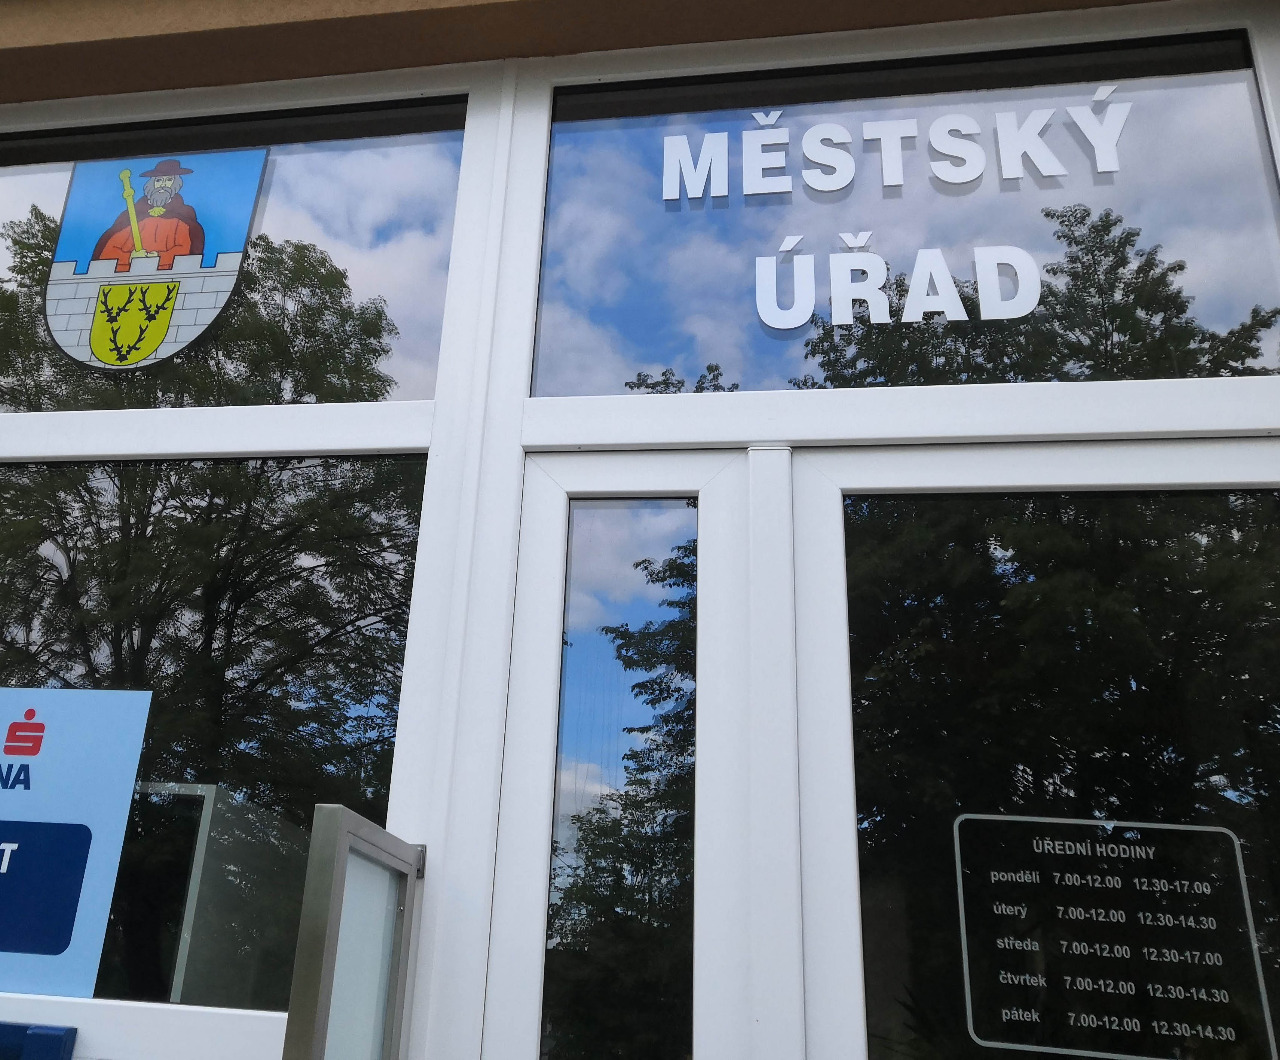 MĚSTSKÝ
ÚŘAD
NA
T
ÚŘEDNÍ HODINY
pondělí 7.00-12.00 12.30-17.00
úterý 7.00-12.00 12.30-14.30
středa 7.00-12.00 12.30-17.00
čtvrtek 7.00-12.00 12.30-14.30
pátek 7.00-12.00 12.30-14.30